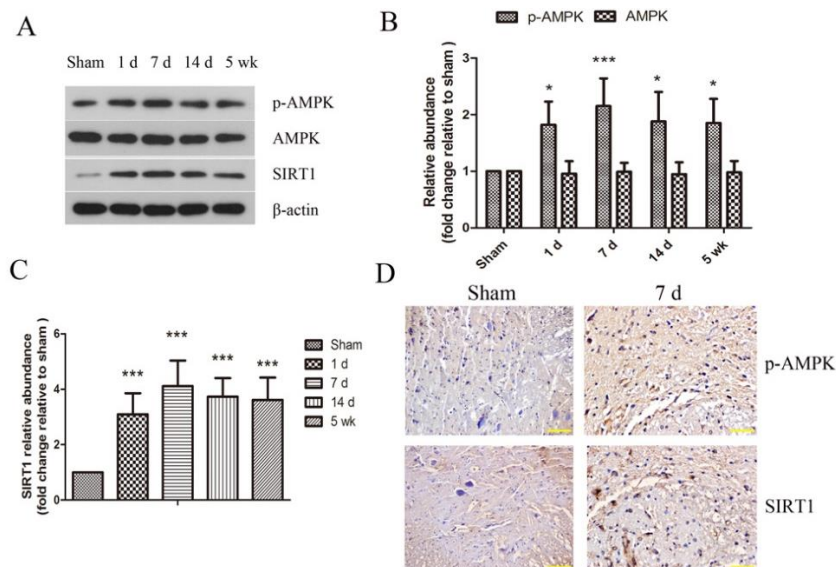 A
Sham 1 d 7 d 14 d 5 wk
p-AMPK
AMPK
SIRT1
β-actin
B
p-AMPK AMPK
Relative abundance
(fold change relative to sham )
3
2
1
0
* *** * *
Sham 1 d 7 d 14 d 5 wk
C
SIRT1 relative abundance
(fold change relative to sham )
6
4
2
0
*** *** *** ***
Sham
1 d
7 d
14 d
5 wk
D
Sham 7 d
p-AMPK
SIRT1